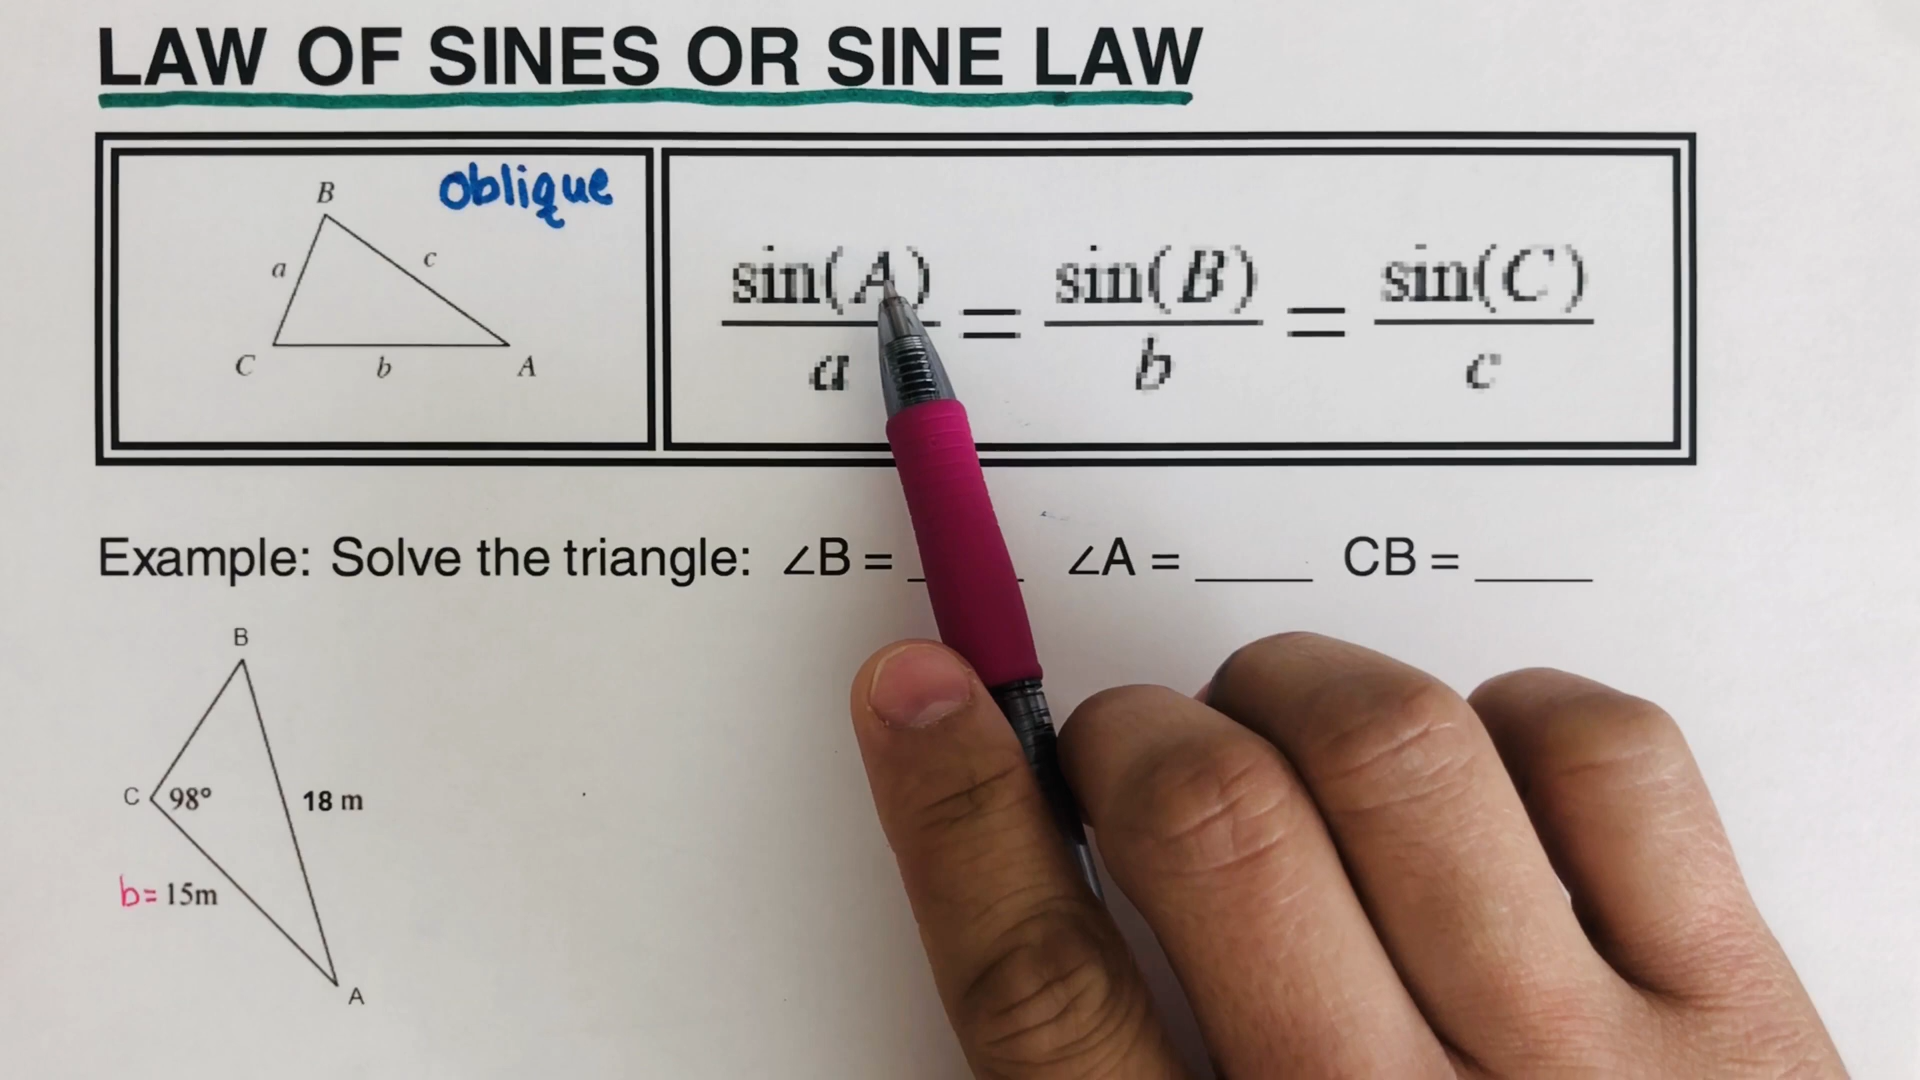 LAW OF SINES OR SINE LAW
oblique
B
a
c
C
b
A
sin(A)/a = sin(B)/b = sin(C)/c
Example: Solve the triangle: ∠B = ____ ∠A = ____ CB = ____
B
C 98° 18 m
b= 15m
A